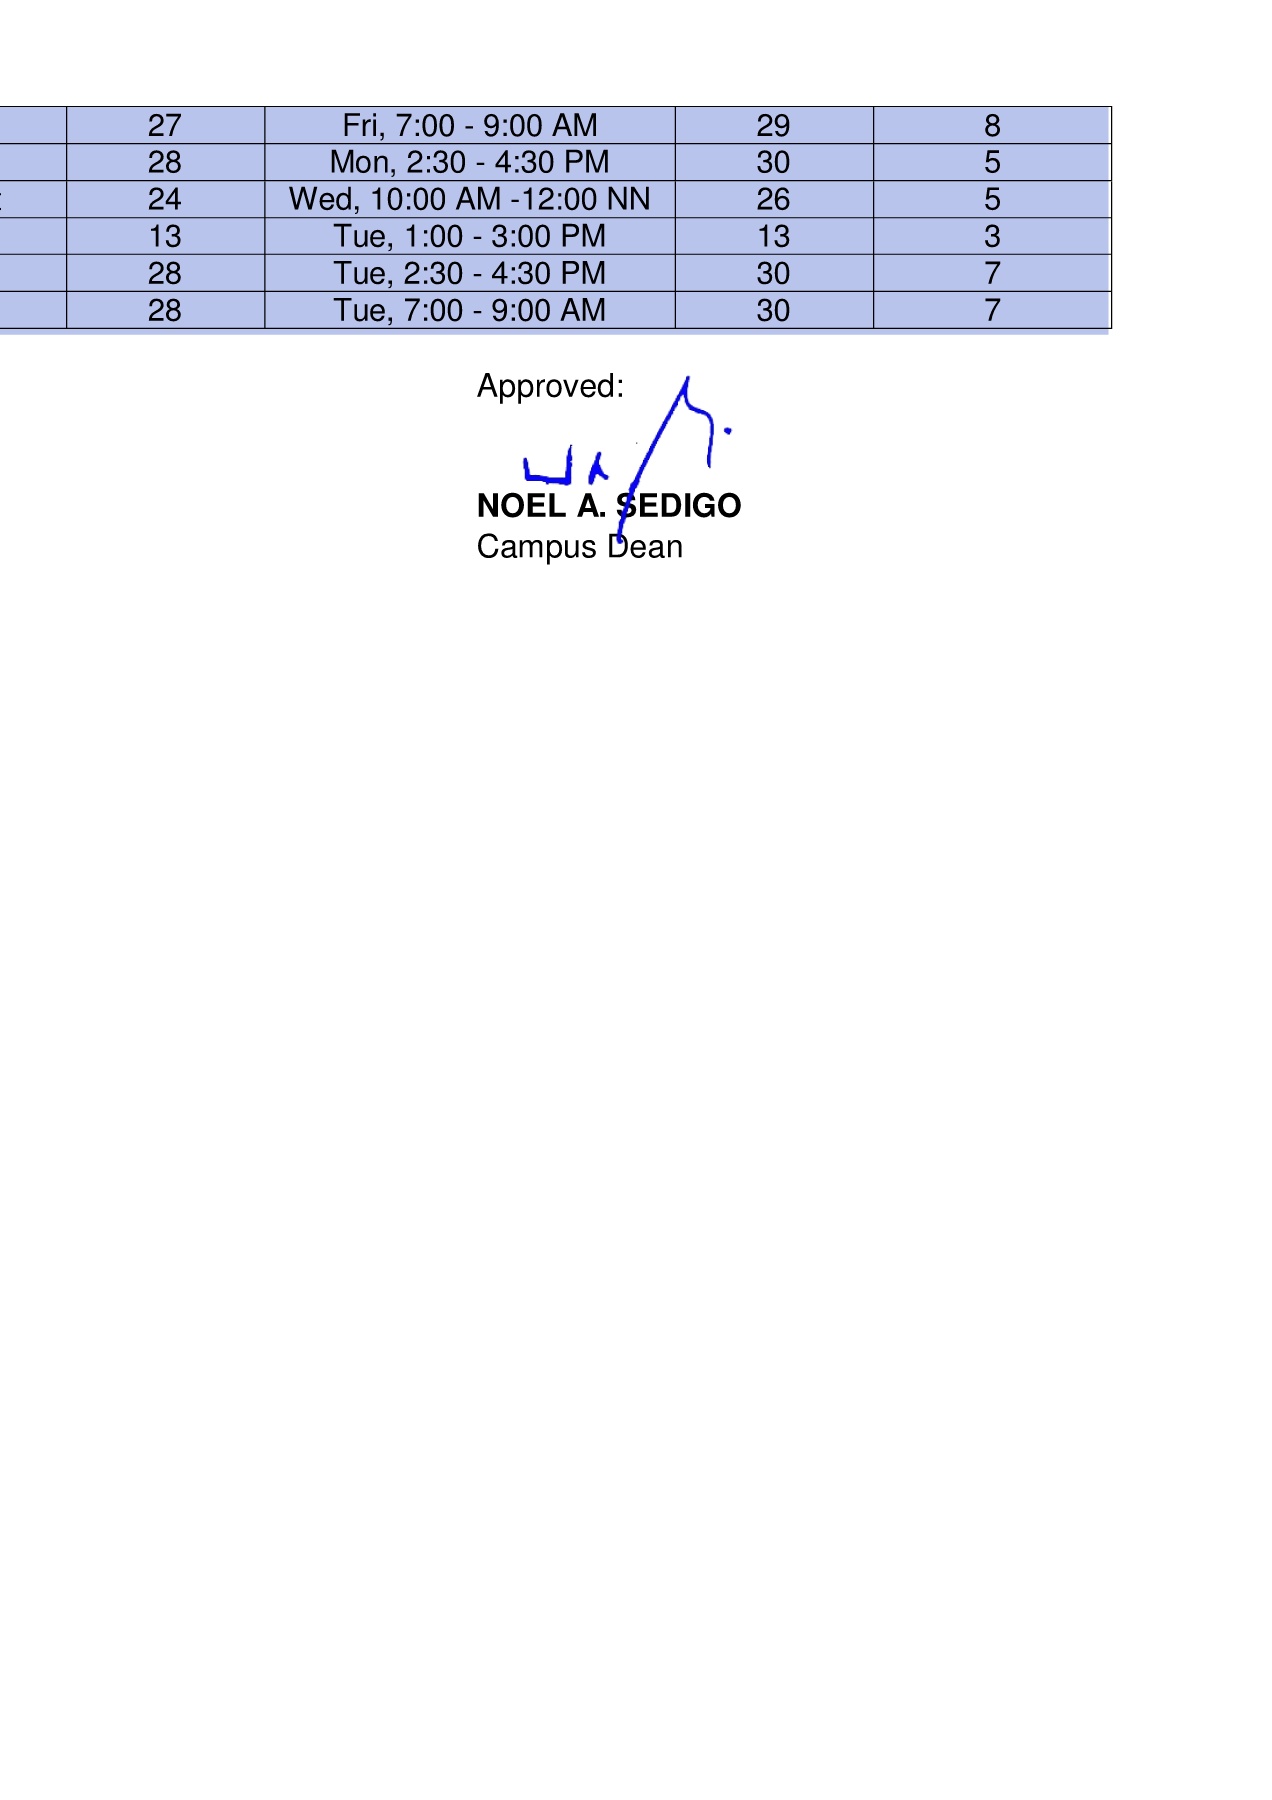 27 Fri, 7:00 - 9:00 AM 29 8
28 Mon, 2:30 - 4:30 PM 30 5
24 Wed, 10:00 AM -12:00 NN 26 5
13 Tue, 1:00 - 3:00 PM 13 3
28 Tue, 2:30 - 4:30 PM 30 7
28 Tue, 7:00 - 9:00 AM 30 7
Approved:
NOEL A. SEDIGO
Campus Dean